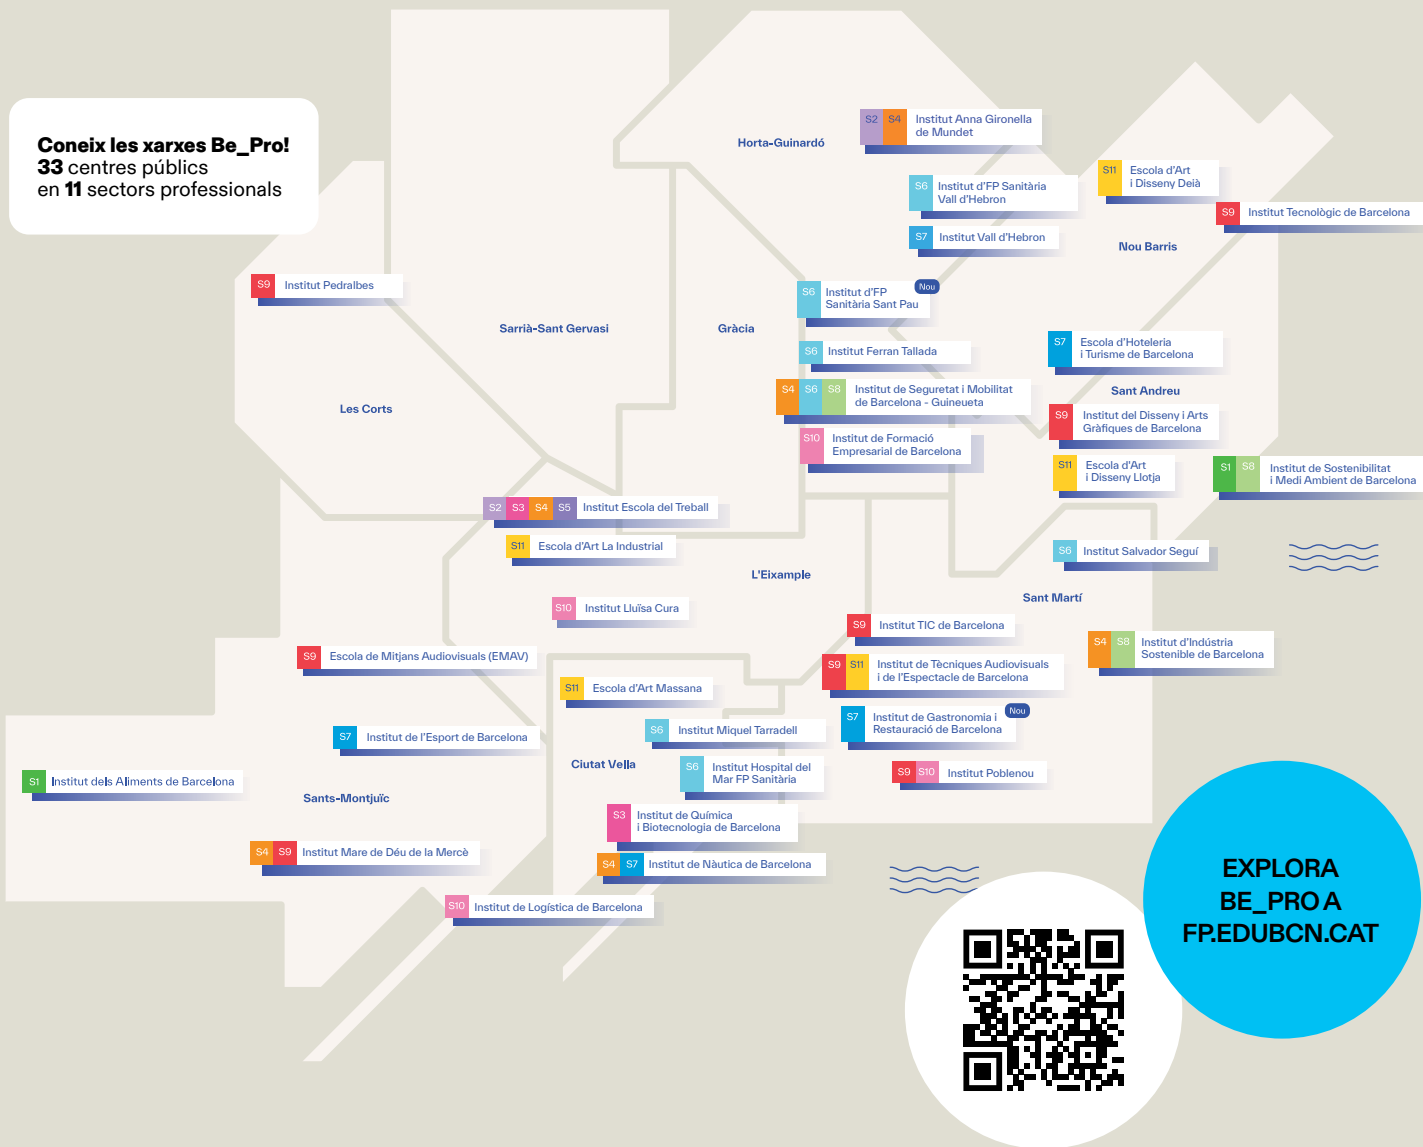 Coneix les xarxes Be_Pro!
33 centres públics
en 11 sectors professionals
Horta-Guinardó
S2 S4 Institut Anna Gironella
de Mundet
S11 Escola d'Art
i Disseny Deià
S6 Institut d'FP Sanitària
Vall d'Hebron
S9 Institut Tecnològic de Barcelona
S7 Institut Vall d'Hebron
Nou Barris
S9 Institut Pedralbes
S6 Institut d'FP
Sanitària Sant Pau
Nou
Sarrià-Sant Gervasi
Gràcia
S6 Institut Ferran Tallada
S7 Escola d'Hoteleria
i Turisme de Barcelona
Sant Andreu
S4 S6 S8 Institut de Seguretat i Mobilitat
de Barcelona - Guineueta
Les Corts
S9 Institut del Disseny i Arts
Gràfiques de Barcelona
S10 Institut de Formació
Empresarial de Barcelona
S11 Escola d'Art
i Disseny Llotja
S1 S8 Institut de Sostenibilitat
i Medi Ambient de Barcelona
S2 S3 S4 S5 Institut Escola del Treball
S11 Escola d'Art La Industrial
S6 Institut Salvador Seguí
L'Eixample
Sant Martí
S10 Institut Lluïsa Cura
S9 Institut TIC de Barcelona
S4 S8 Institut d'Indústria
Sostenible de Barcelona
S9 Escola de Mitjans Audiovisuals (EMAV)
S9 S11 Institut de Tècniques Audiovisuals
i de l'Espectacle de Barcelona
S11 Escola d'Art Massana
S7 Institut de Gastronomia i
Restauració de Barcelona
Nou
S6 Institut Miquel Tarradell
S7 Institut de l'Esport de Barcelona
Ciutat Vella
S6 Institut Hospital del
Mar FP Sanitària
S9 S10 Institut Poblenou
S1 Institut dels Aliments de Barcelona
Sants-Montjuïc
S3 Institut de Química
i Biotecnologia de Barcelona
S4 S9 Institut Mare de Déu de la Mercè
S4 S7 Institut de Nàutica de Barcelona
S10 Institut de Logística de Barcelona
EXPLORA
BE_PRO A
FP.EDUBCN.CAT